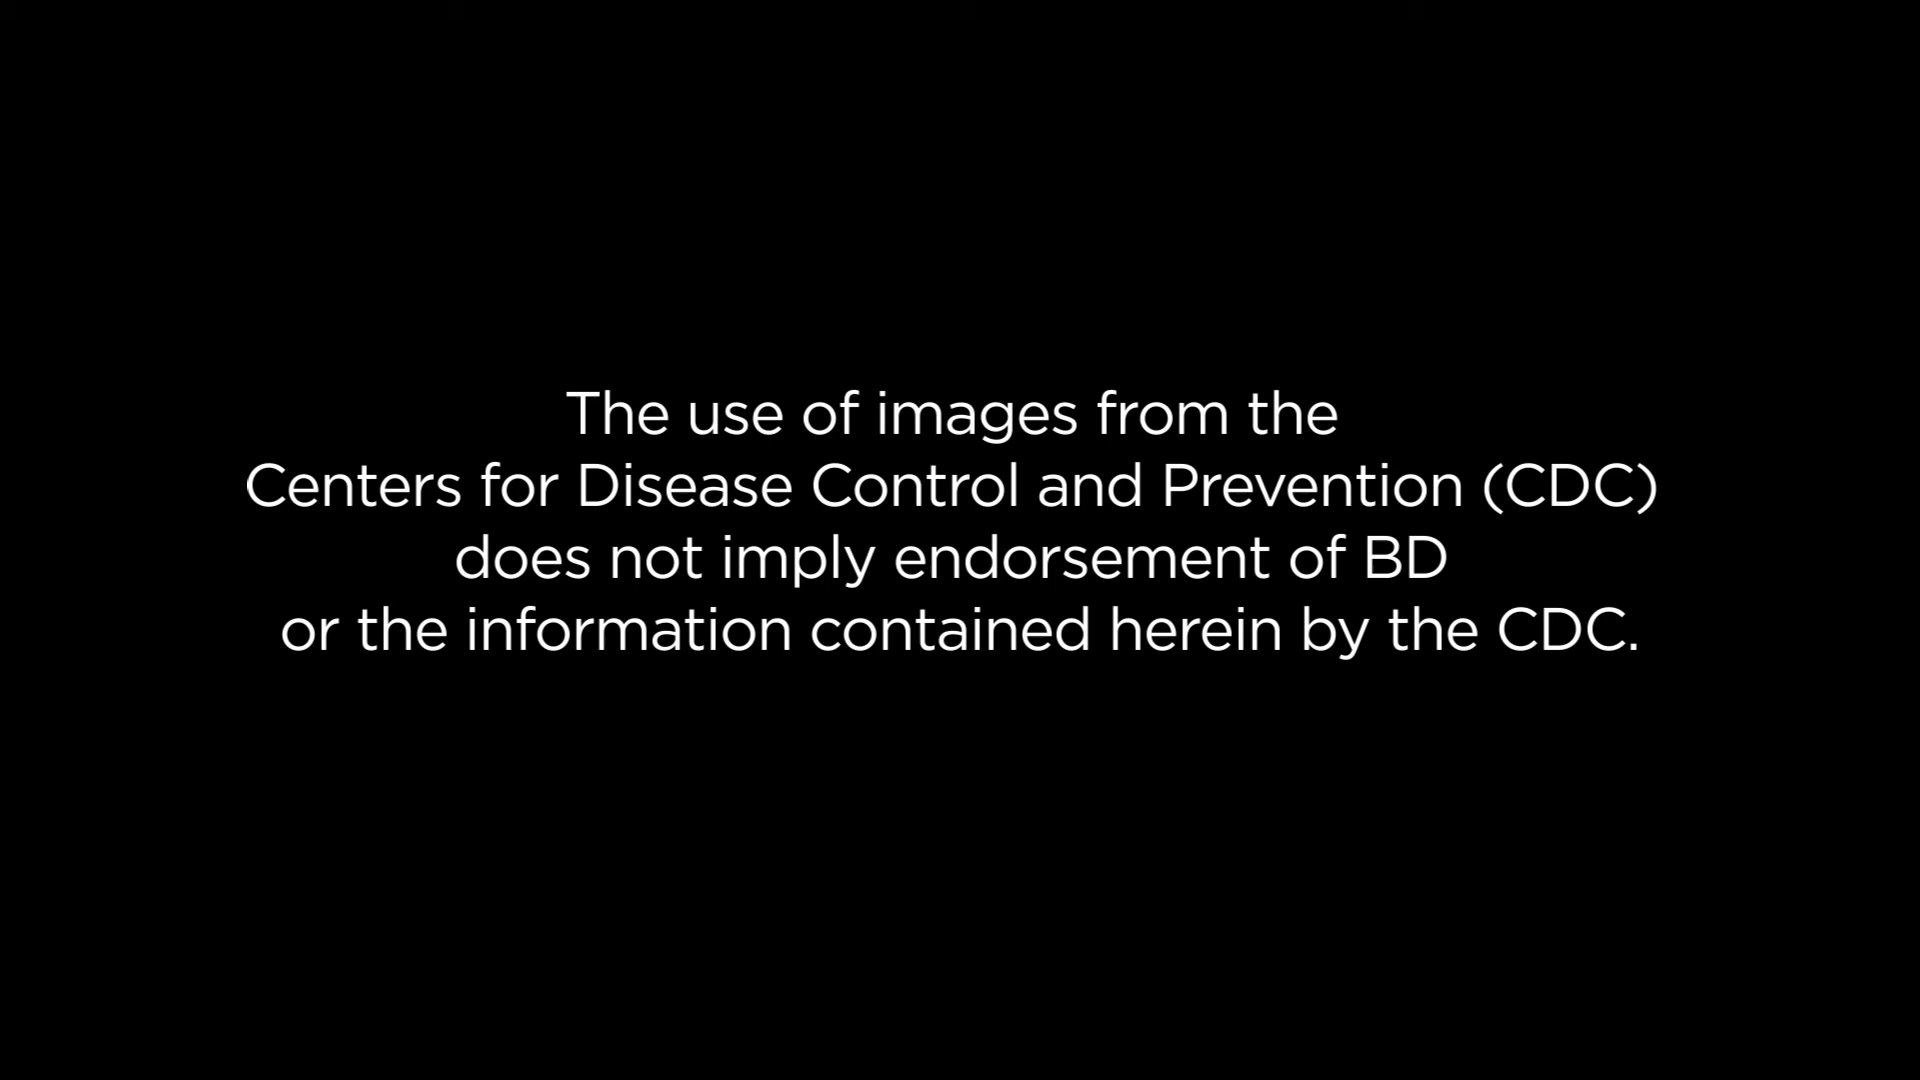 The use of images from the
Centers for Disease Control and Prevention (CDC)
does not imply endorsement of BD
or the information contained herein by the CDC.